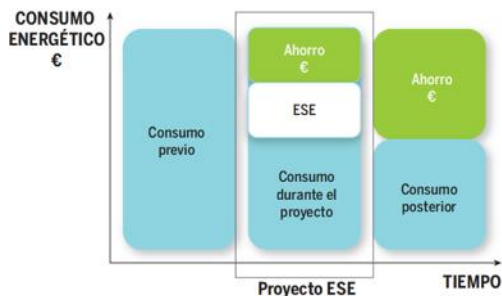 CONSUMO
ENERGÉTICO
€
Consumo
previo
Ahorro
€
ESE
Consumo
durante el
proyecto
Ahorro
€
Consumo
posterior
Proyecto ESE
TIEMPO